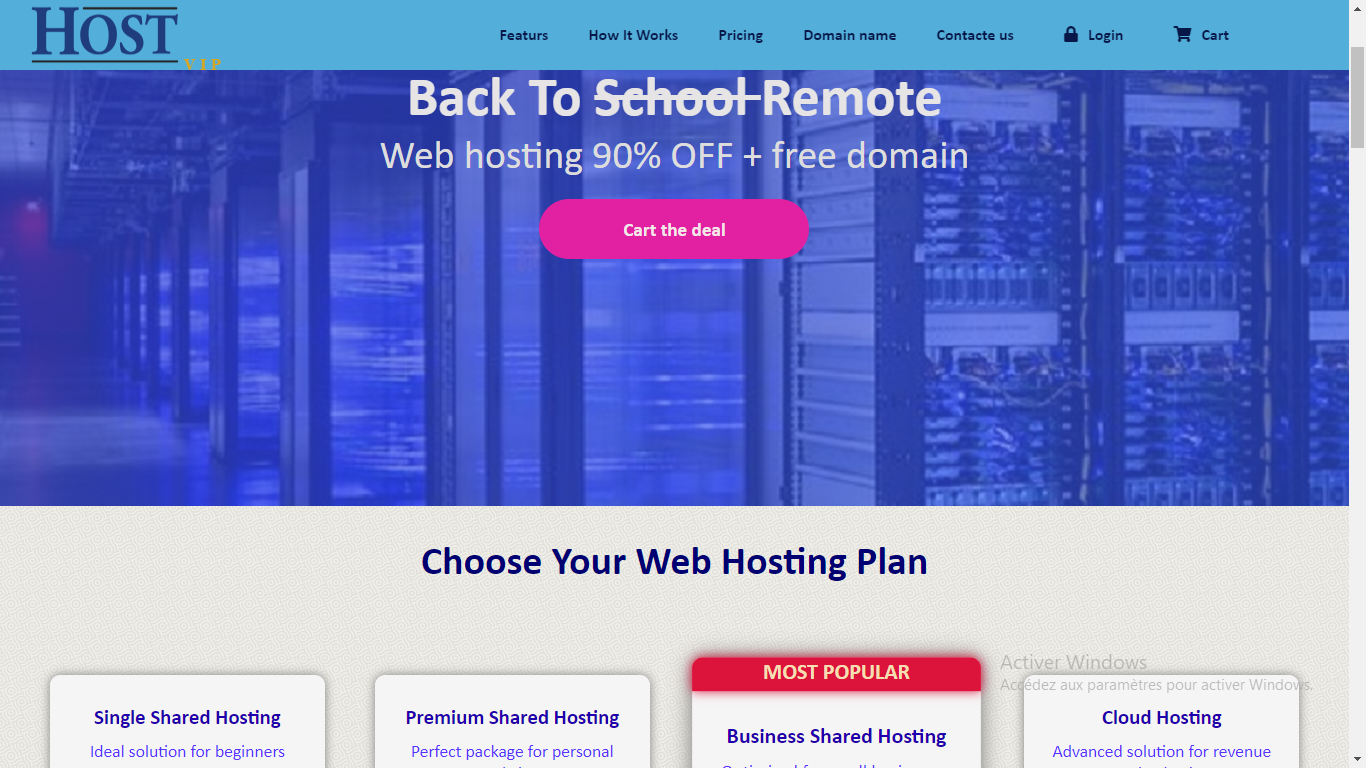 HOST
VIP
Featurs How It Works Pricing Domain name Contacte us Login Cart
Back To School Remote
Web hosting 90% OFF + free domain
Cart the deal
Choose Your Web Hosting Plan
MOST POPULAR
Activer Windows
Accédez aux paramètres pour activer Windows.
Single Shared Hosting Premium Shared Hosting Business Shared Hosting Cloud Hosting
Ideal solution for beginners Perfect package for personal Advanced solution for revenue